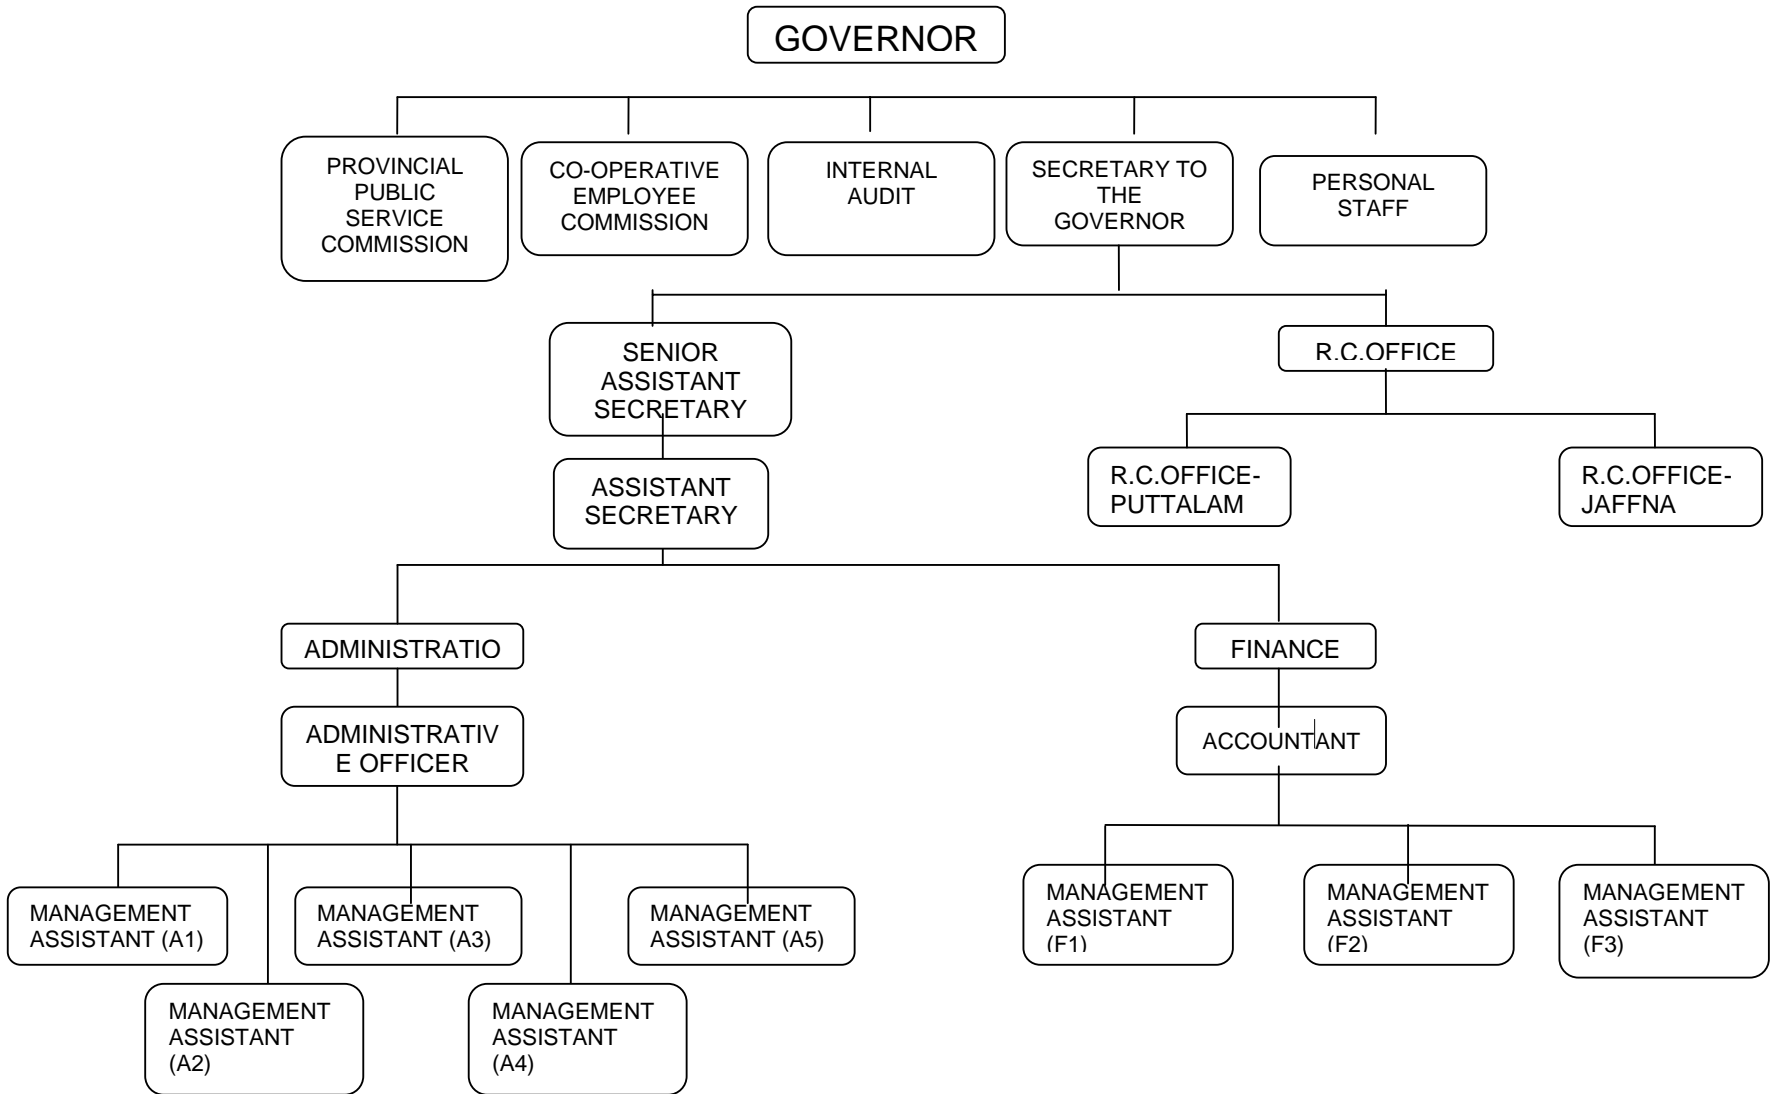 GOVERNOR
PROVINCIAL
PUBLIC
SERVICE
COMMISSION
CO-OPERATIVE
EMPLOYEE
COMMISSION
INTERNAL
AUDIT
SECRETARY TO
THE
GOVERNOR
PERSONAL
STAFF
SENIOR
ASSISTANT
SECRETARY
R.C.OFFICE
ASSISTANT
SECRETARY
R.C.OFFICE-
PUTTALAM
R.C.OFFICE-
JAFFNA
ADMINISTRATIO
FINANCE
ADMINISTRATIV
E OFFICER
ACCOUNTANT
MANAGEMENT
ASSISTANT (A1)
MANAGEMENT
ASSISTANT
(A2)
MANAGEMENT
ASSISTANT (A3)
MANAGEMENT
ASSISTANT
(A4)
MANAGEMENT
ASSISTANT (A5)
MANAGEMENT
ASSISTANT
(F1)
MANAGEMENT
ASSISTANT
(F2)
MANAGEMENT
ASSISTANT
(F3)